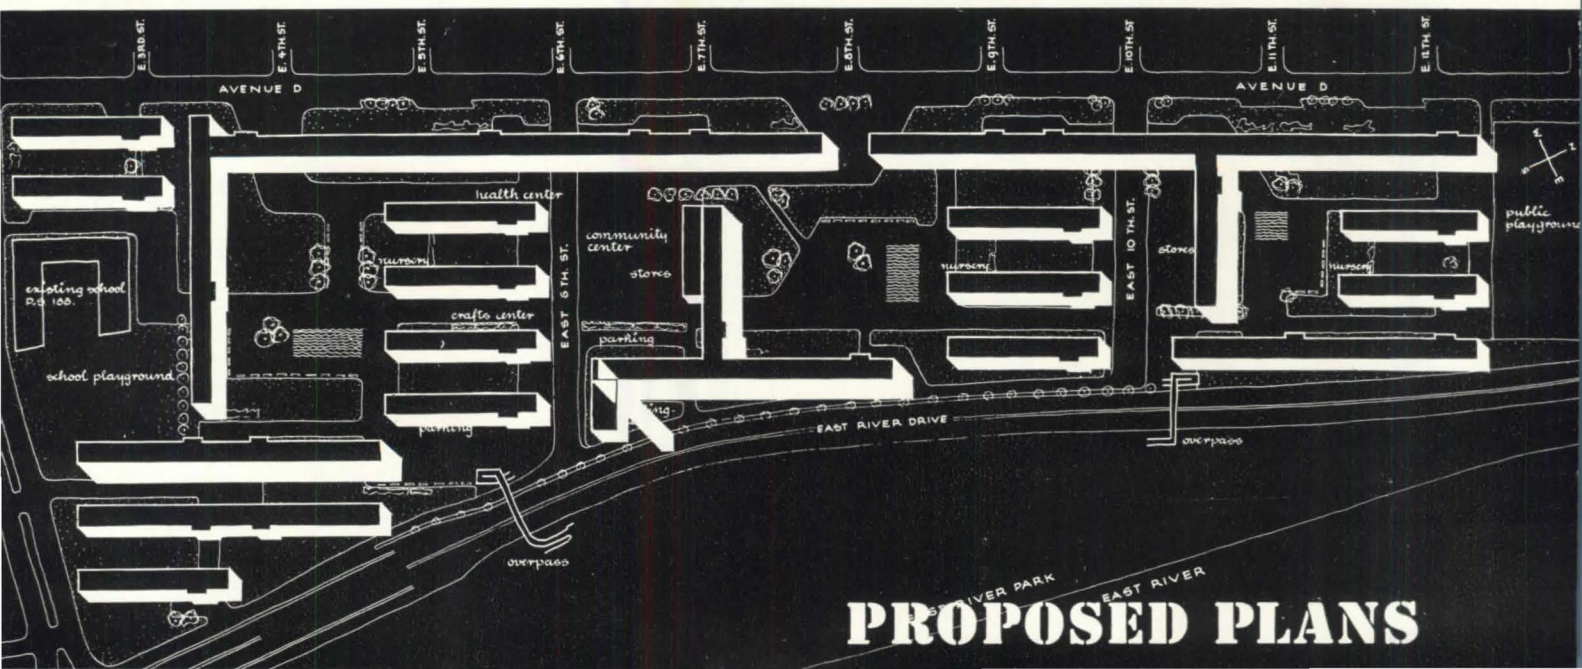 E. 3RD. ST.
E. 4TH. ST.
E. 5TH. ST.
E. 6TH. ST.
E. 7TH. ST.
E. 8TH. ST.
E. 9TH. ST.
E. 10TH ST.
E. 11TH. ST.
E. 12TH. ST.
AVENUE D
AVENUE D
N
E
S
health center
community
center
stores
nursery
existing school
P.S. 188.
crafts center
EAST 6TH. ST.
parking
school playground
parking
nursery
EAST 10 TH. ST.
stores
nursery
public
playground
EAST RIVER DRIVE
overpass
overpass
RIVER PARK
EAST RIVER
PROPOSED PLANS